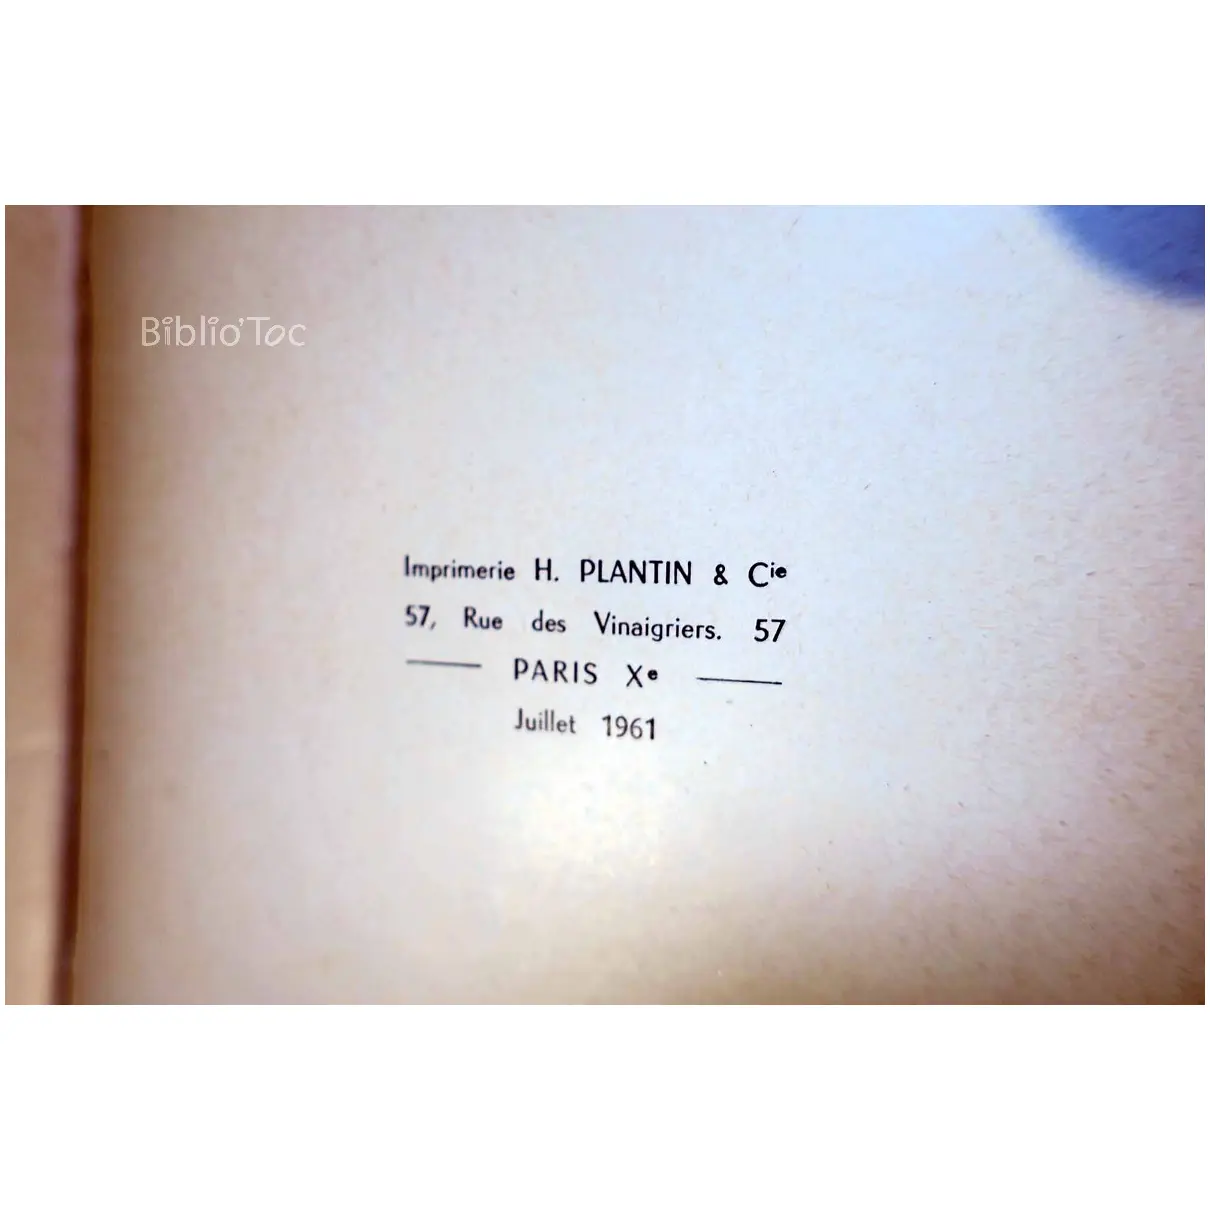 Biblio'Toc
Imprimerie H. PLANTIN & Cie
57, Rue des Vinaigriers. 57
PARIS Xe
Juillet 1961